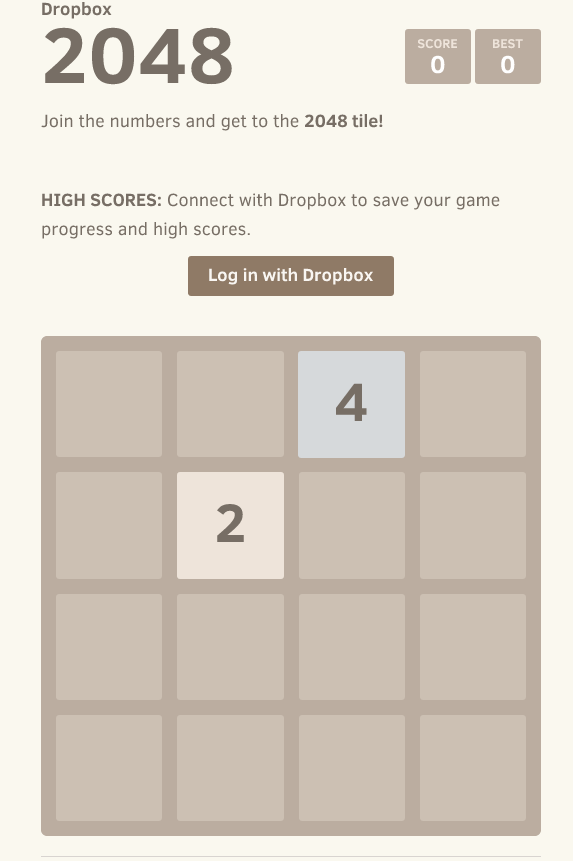 Dropbox
2048
SCORE
0
BEST
0
Join the numbers and get to the 2048 tile!
HIGH SCORES: Connect with Dropbox to save your game
progress and high scores.
Log in with Dropbox
4
2